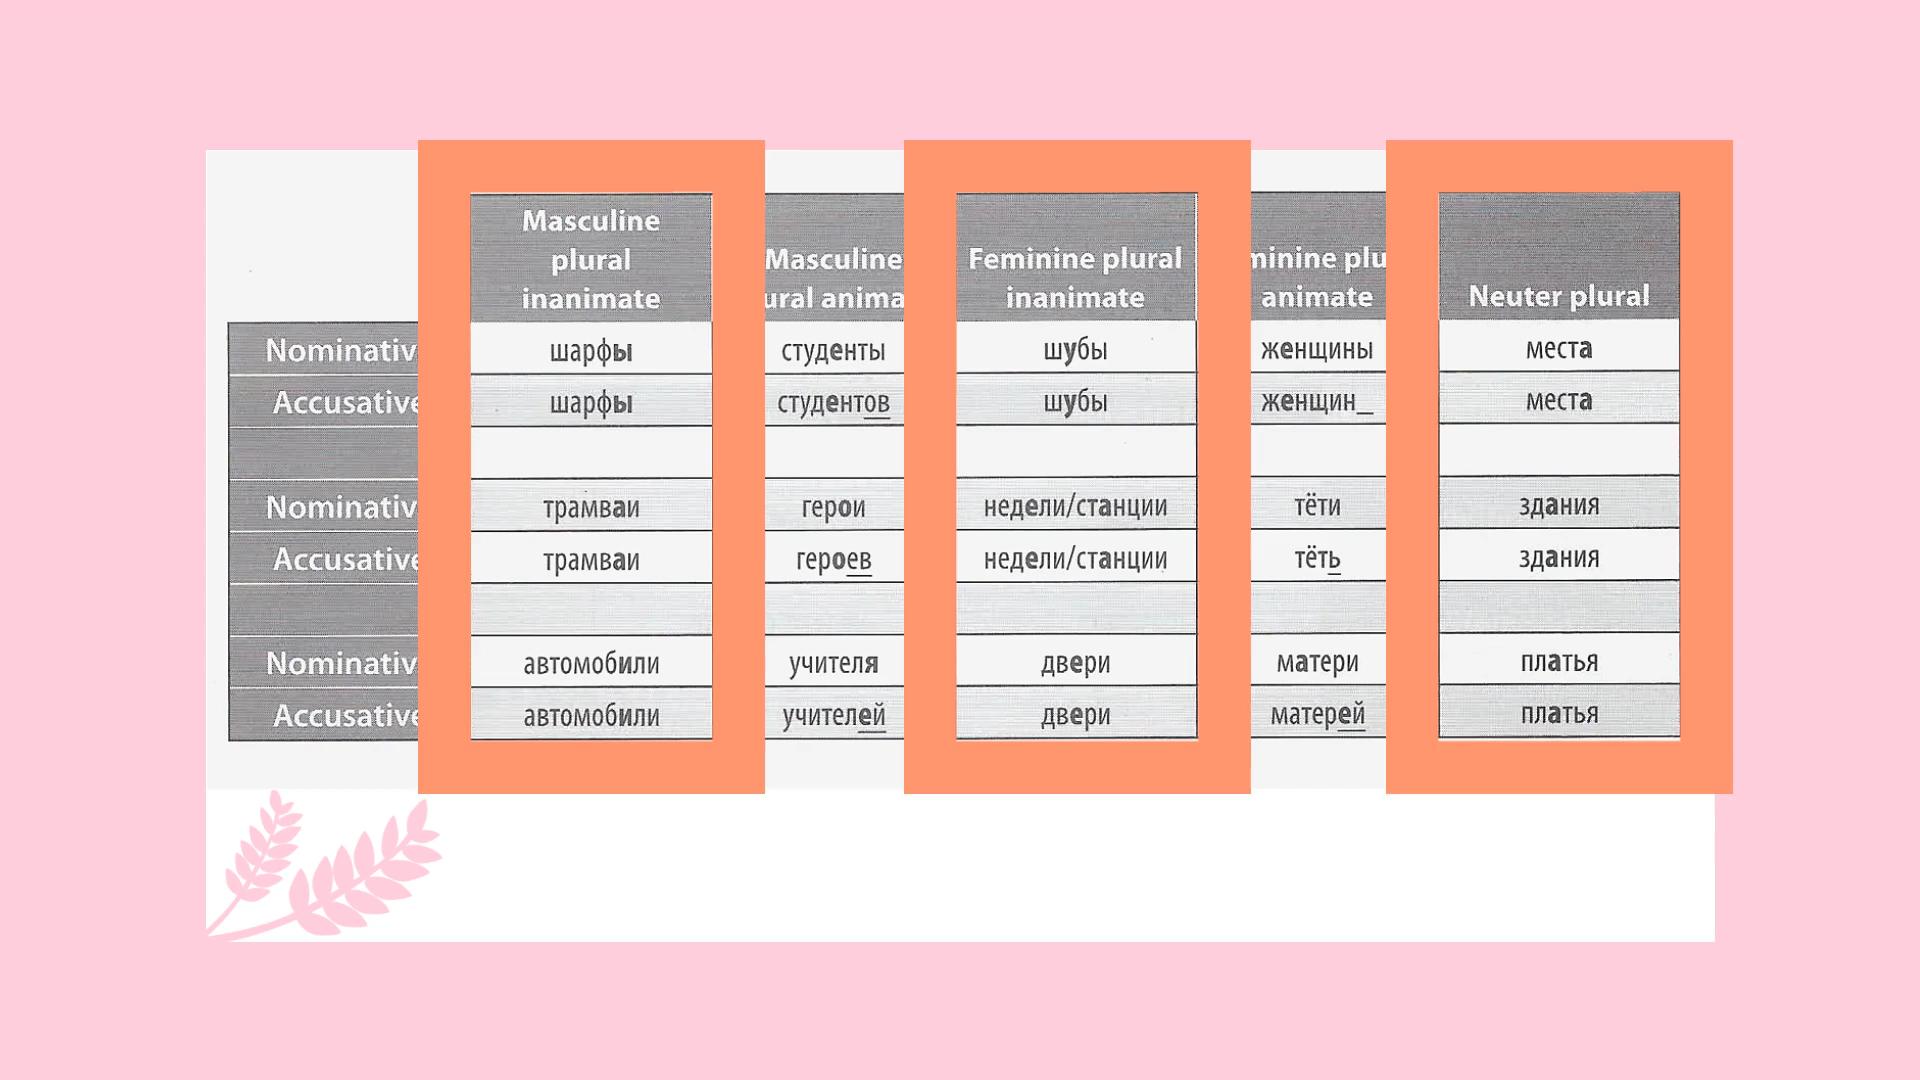 Masculine plural inanimate Masculine ural anima Feminine plural inanimate minine plu animate Neuter plural
Nominativ шарфы студенты шубы женщины места
Accusative шарфы студентов шубы женщин_ места
Nominativ трамваи герои недели/станции тёти здания
Accusative трамваи героев недели/станции тёть здания
Nominativ автомобили учителя двери матери платья
Accusative автомобили учителей двери матерей платья